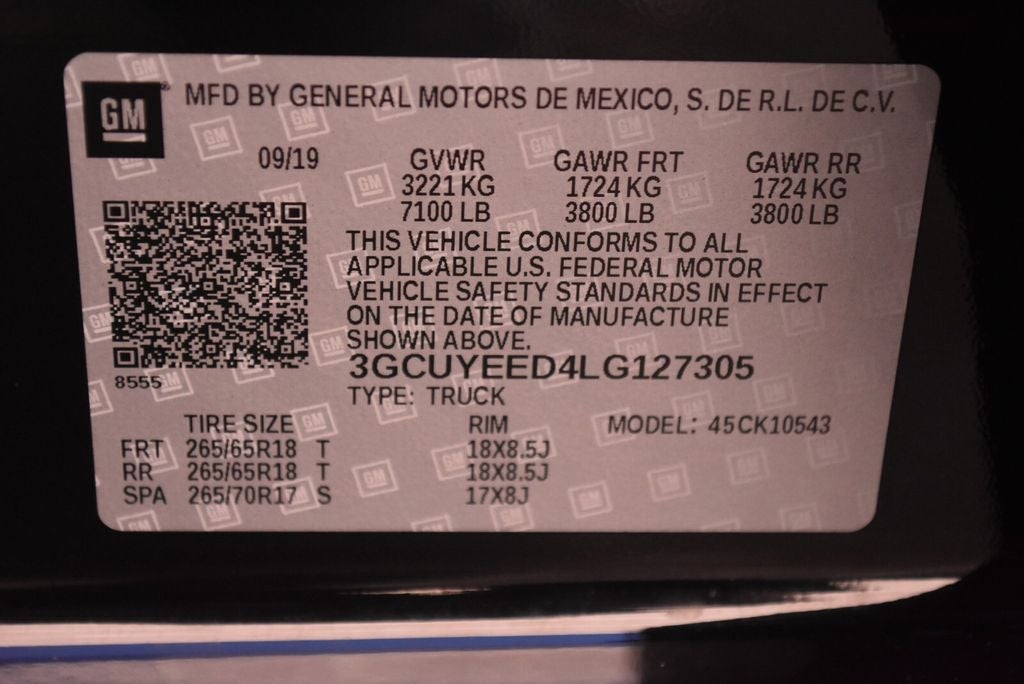 GM
MFD BY GENERAL MOTORS DE MEXICO, S. DE R.L. DE C.V.
09/19 GVWR GAWR FRT GAWR RR
3221 KG 1724 KG 1724 KG
7100 LB 3800 LB 3800 LB
THIS VEHICLE CONFORMS TO ALL
APPLICABLE U.S. FEDERAL MOTOR
VEHICLE SAFETY STANDARDS IN EFFECT
ON THE DATE OF MANUFACTURE
SHOWN ABOVE.
3GCUYEED4LG127305
8555
TYPE: TRUCK
TIRE SIZE RIM MODEL: 45CK10543
FRT 265/65R18 T 18X8.5J
RR 265/65R18 T 18X8.5J
SPA 265/70R17 S 17X8J